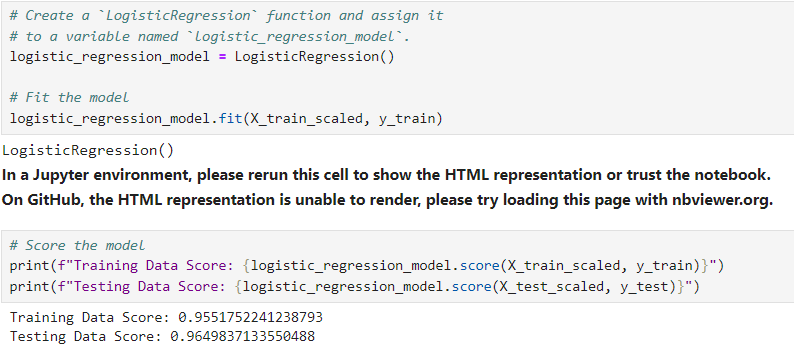 # Create a `LogisticRegression` function and assign it
# to a variable named `logistic_regression_model`.
logistic_regression_model = LogisticRegression()
# Fit the model
logistic_regression_model.fit(X_train_scaled, y_train)
LogisticRegression()
In a Jupyter environment, please rerun this cell to show the HTML representation or trust the notebook.
On GitHub, the HTML representation is unable to render, please try loading this page with nbviewer.org.
# Score the model
print(f"Training Data Score: {logistic_regression_model.score(X_train_scaled, y_train)}")
print(f"Testing Data Score: {logistic_regression_model.score(X_test_scaled, y_test)}")
Training Data Score: 0.9551752241238793
Testing Data Score: 0.9649837133550488